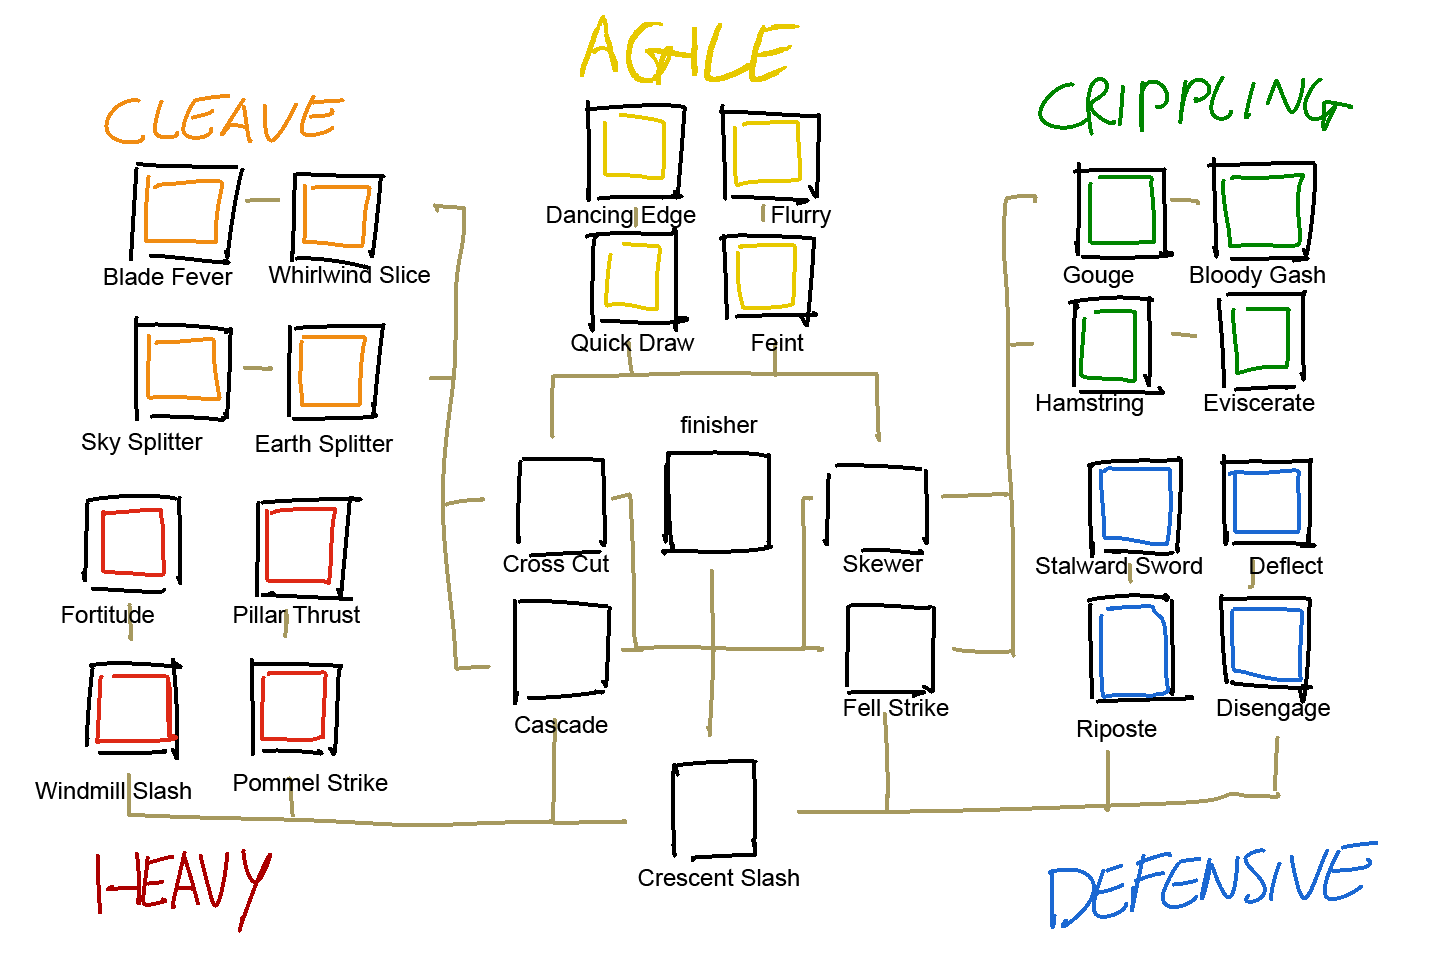 AGILE
CLEAVE
CRIPPLING
Dancing Edge
Flurry
Blade Fever
Whirlwind Slice
Gouge
Bloody Gash
Quick Draw
Feint
Hamstring
Eviscerate
Sky Splitter
Earth Splitter
finisher
Cross Cut
Skewer
Stalward Sword
Deflect
Fortitude
Pillar Thrust
Cascade
Fell Strike
Riposte
Disengage
Windmill Slash
Pommel Strike
Crescent Slash
HEAVY
DEFENSIVE